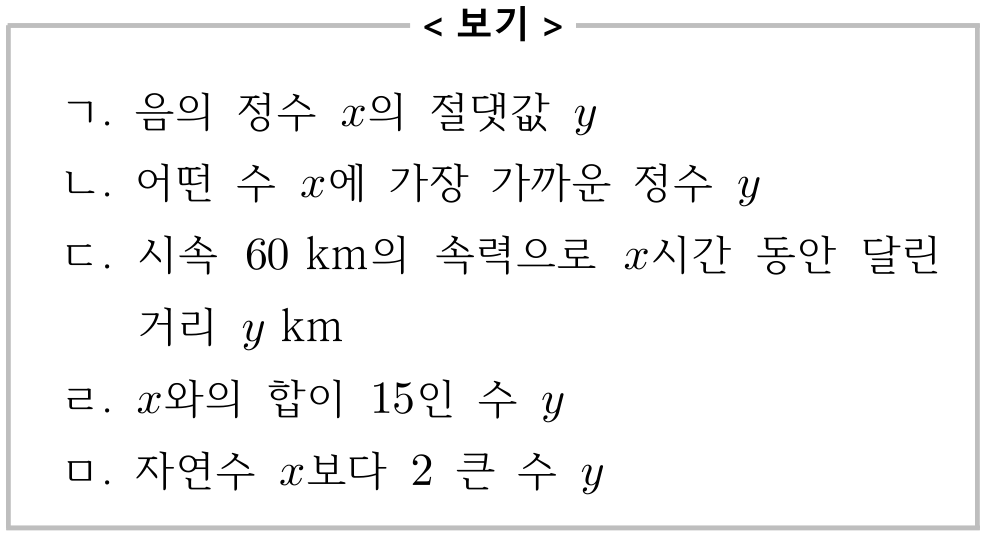 < 보기 >
ㄱ. 음의 정수 x의 절댓값 y
ㄴ. 어떤 수 x에 가장 가까운 정수 y
ㄷ. 시속 60 km의 속력으로 x시간 동안 달린
거리 y km
ㄹ. x와의 합이 15인 수 y
ㅁ. 자연수 x보다 2 큰 수 y